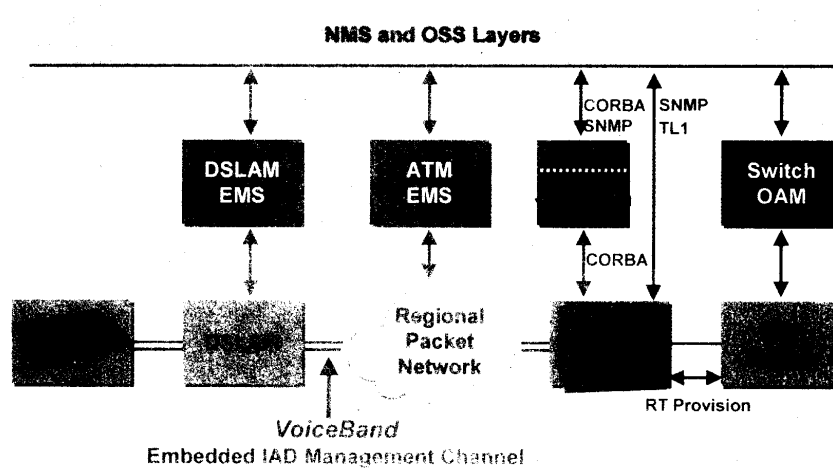 NMS and OSS Layers
CORBA
SNMP
SNMP
TL1
DSLAM
EMS
ATM
EMS
Switch
OAM
CORBA
DSLAM
Regional
Packet
Network
RT Provision
VoiceBand
Embedded IAD Management Channel